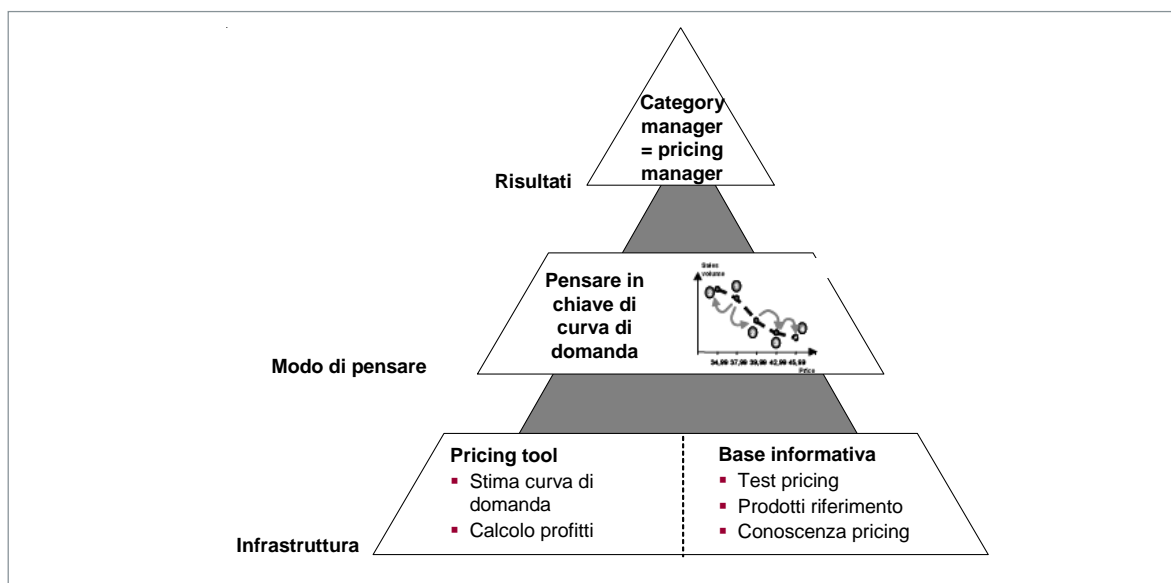 Category
manager
= pricing
manager
Risultati
Pensare in
chiave di
curva di
domanda
Sales
volume
34,99 37,99 39,99 42,99 45,99
Price
Modo di pensare
Pricing tool
▪ Stima curva di
domanda
▪ Calcolo profitti
Base informativa
▪ Test pricing
▪ Prodotti riferimento
▪ Conoscenza pricing
Infrastruttura